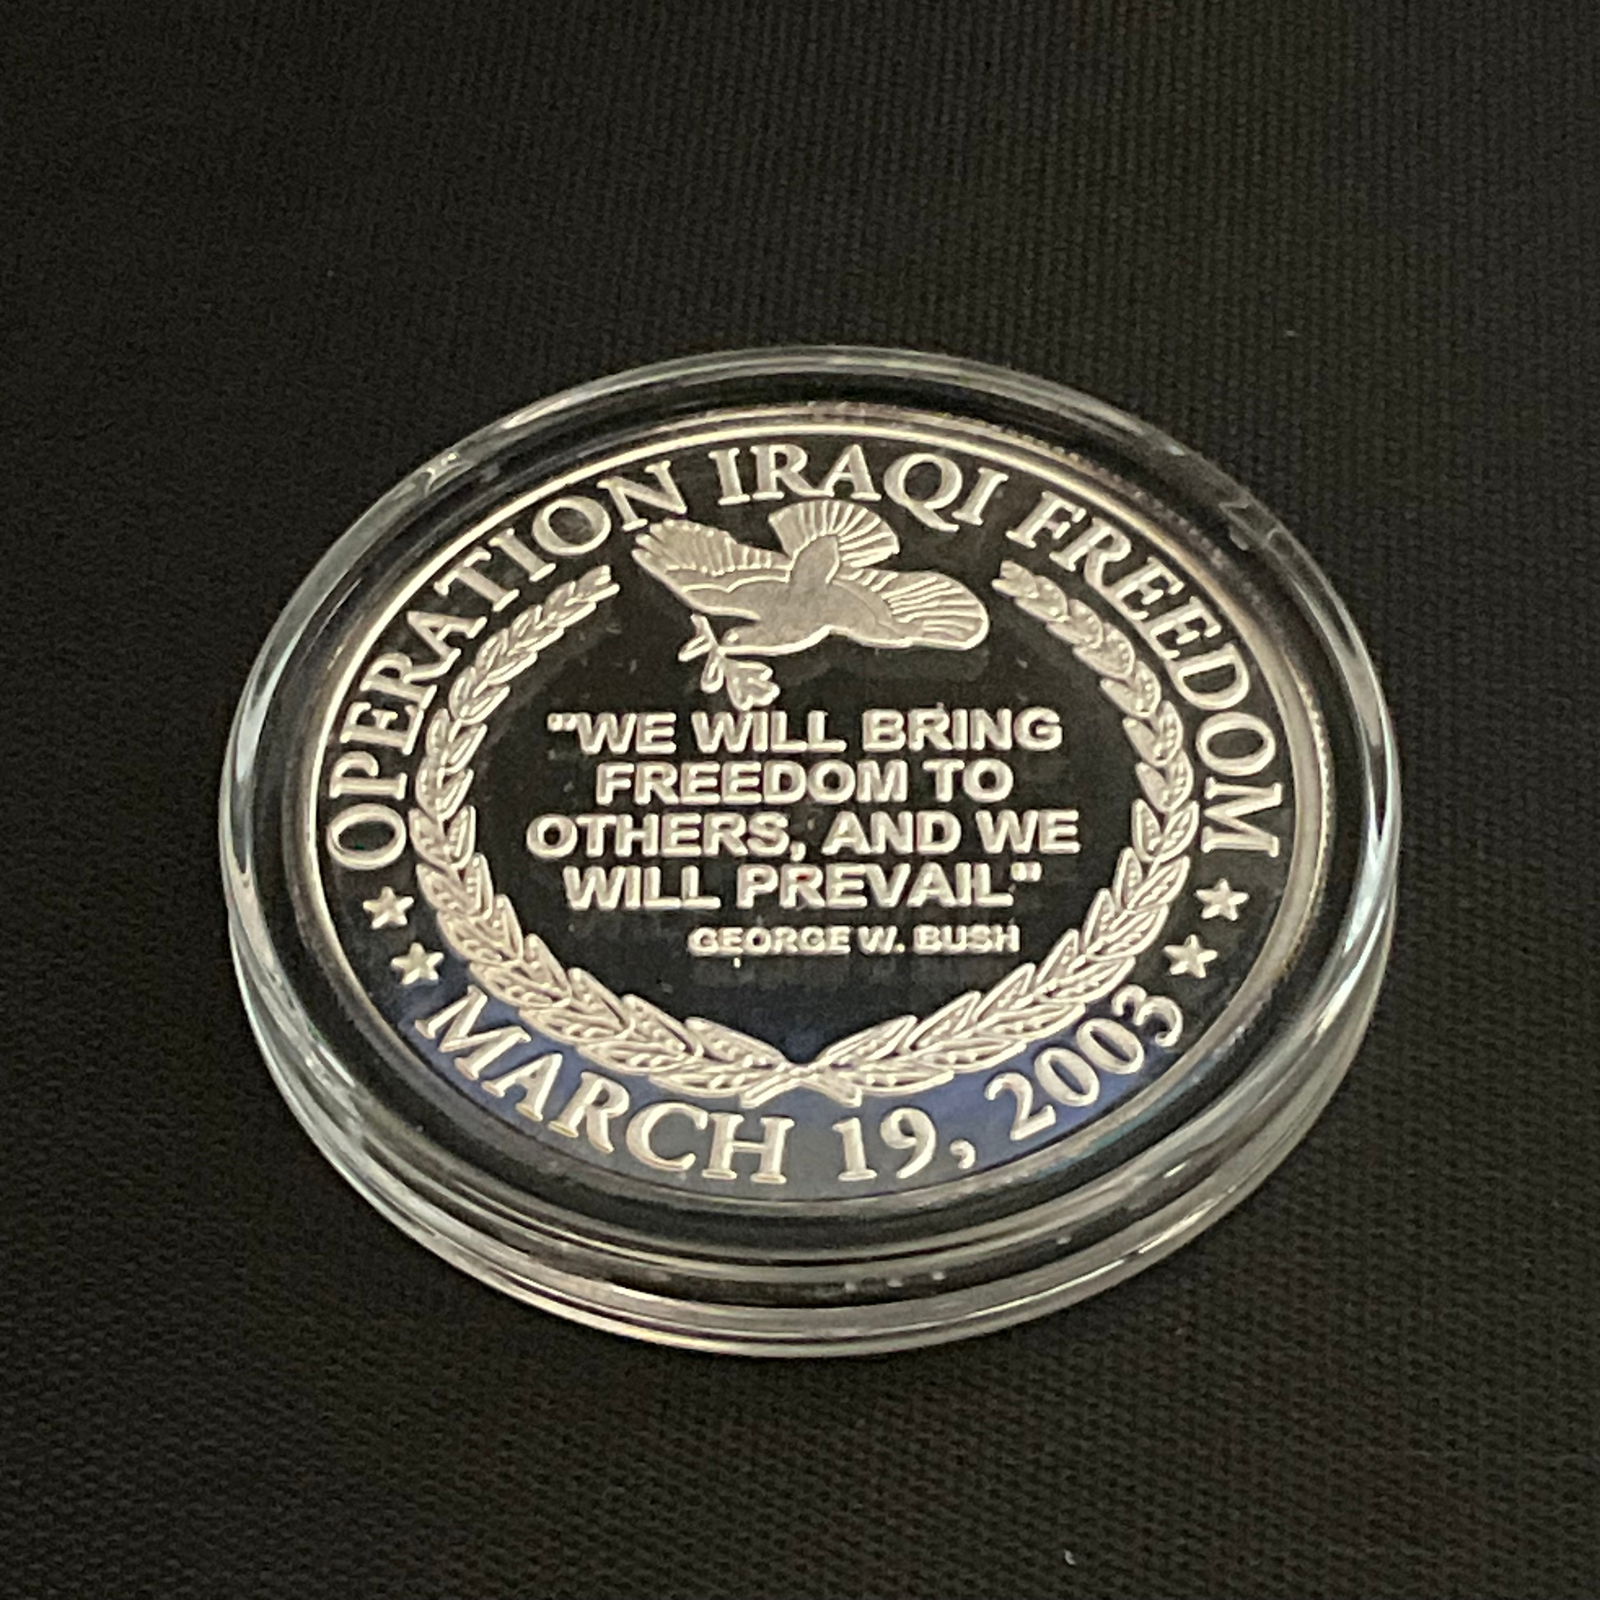 OPERATION IRAQI FREEDOM
"WE WILL BRING
FREEDOM TO
OTHERS, AND WE
WILL PREVAIL"
GEORGE W. BUSH
MARCH 19, 2003